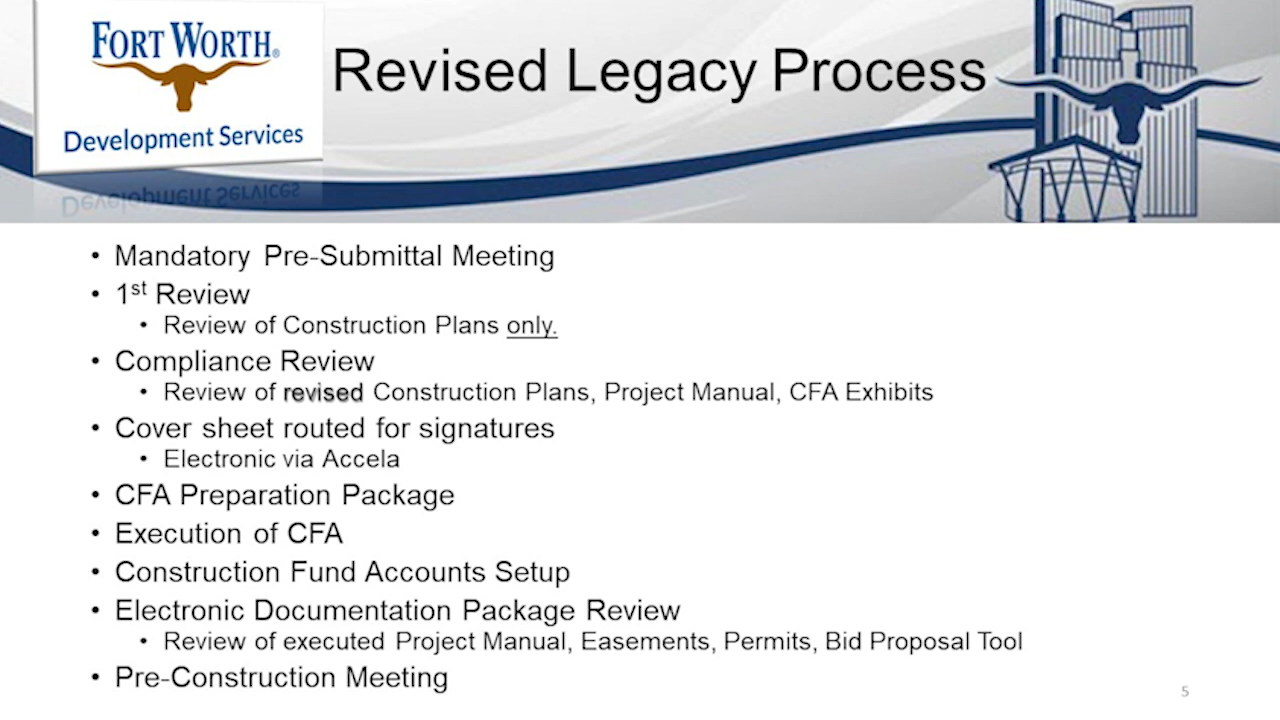 FORT WORTH®
Development Services
Revised Legacy Process
• Mandatory Pre-Submittal Meeting
• 1st Review
• Review of Construction Plans only.
• Compliance Review
• Review of revised Construction Plans, Project Manual, CFA Exhibits
• Cover sheet routed for signatures
• Electronic via Accela
• CFA Preparation Package
• Execution of CFA
• Construction Fund Accounts Setup
• Electronic Documentation Package Review
• Review of executed Project Manual, Easements, Permits, Bid Proposal Tool
• Pre-Construction Meeting
5